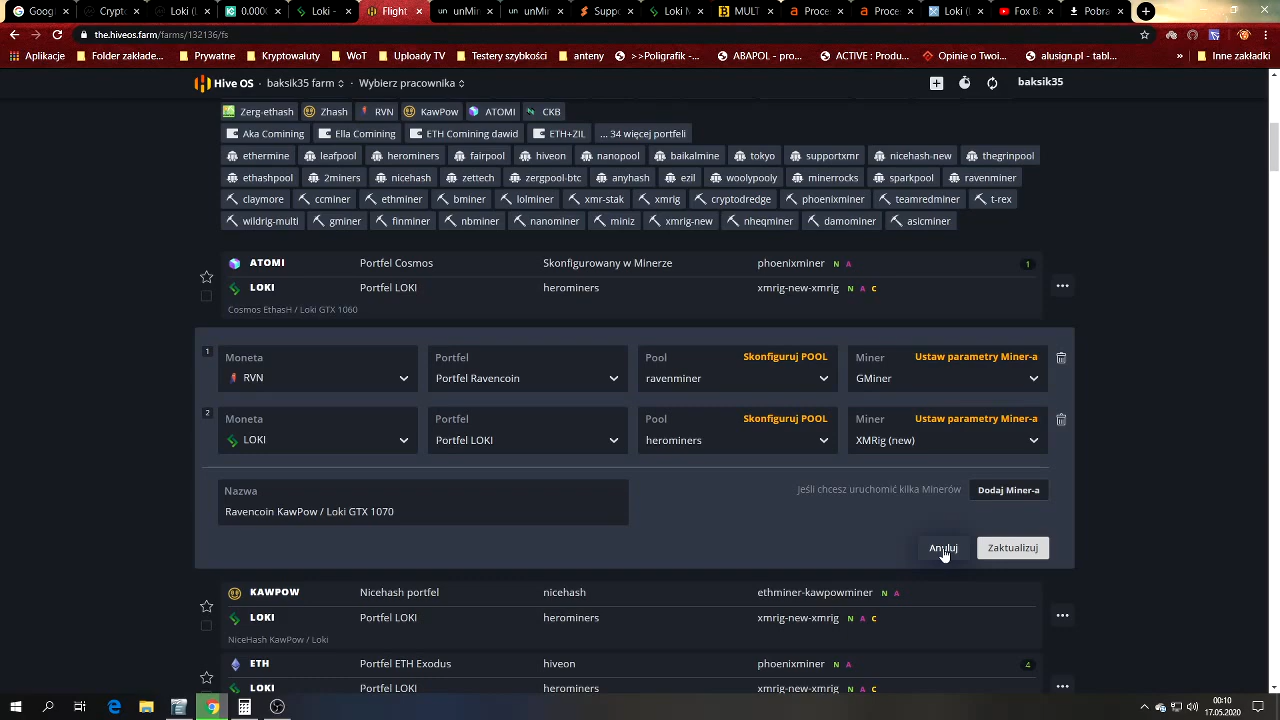 Googl
Crypto
Loki (l
Loki (
0.0000
Loki -
Flight
unMin
unMin
Suppo
Loki N
MULT
Proce
Proce
Loki (
Fox Ba
Pobra
the.hiveos.farm/farms/132136/fs
Aplikacje
Folder zakłade...
Prywatne
Kryptowaluty
WoT
Uploady TV
Testery szybkości
anteny
>>Poligrafik -...
ABAPOL - pro...
ACTIVE : Produ...
Opinie o Twoi...
alusign.pl - tabl...
»
Inne zakładki
Hive OS
baksik35 farm
Wybierz pracownika
baksik35
Zerg-ethash Zhash RVN KawPow ATOMI CKB
Aka Comining Ella Comining ETH Comining dawid ETH+ZIL ... 34 więcej portfeli
ethermine leafpool herominers fairpool hiveon nanopool baikalmine tokyo supportxmr nicehash-new thegrinpool
ethashpool 2miners nicehash zettech zergpool-btc anyhash ezil woolypooly minerrocks sparkpool ravenminer
claymore ccminer ethminer bminer lolminer xmr-stak xmrig cryptodredge phoenixminer teamredminer t-rex
wildrig-multi gminer finminer nbminer nanominer miniz xmrig-new nheqminer damominer asicminer
ATOMI Portfel Cosmos Skonfigurowany w Minerze phoenixminer N A 1
LOKI Portfel LOKI herominers xmrig-new-xmrig N A C
Cosmos EthasH / Loki GTX 1060
1 Moneta Portfel Pool Skonfiguruj POOL Miner Ustaw parametry Miner-a
RVN Portfel Ravencoin ravenminer GMiner
2 Moneta Portfel Pool Skonfiguruj POOL Miner Ustaw parametry Miner-a
LOKI Portfel LOKI herominers XMRig (new)
Nazwa
Ravencoin KawPow / Loki GTX 1070
Jeśli chcesz uruchomić kilka Minerów Dodaj Miner-a
Anuluj Zaktualizuj
KAWPOW Nicehash portfel nicehash ethminer-kawpowminer N A
LOKI Portfel LOKI herominers xmrig-new-xmrig N A C
NiceHash KawPow / Loki
ETH Portfel ETH Exodus hiveon phoenixminer N A 4
LOKI Portfel LOKI herominers xmrig-new-xmrig N A C
00:10
17.05.2020